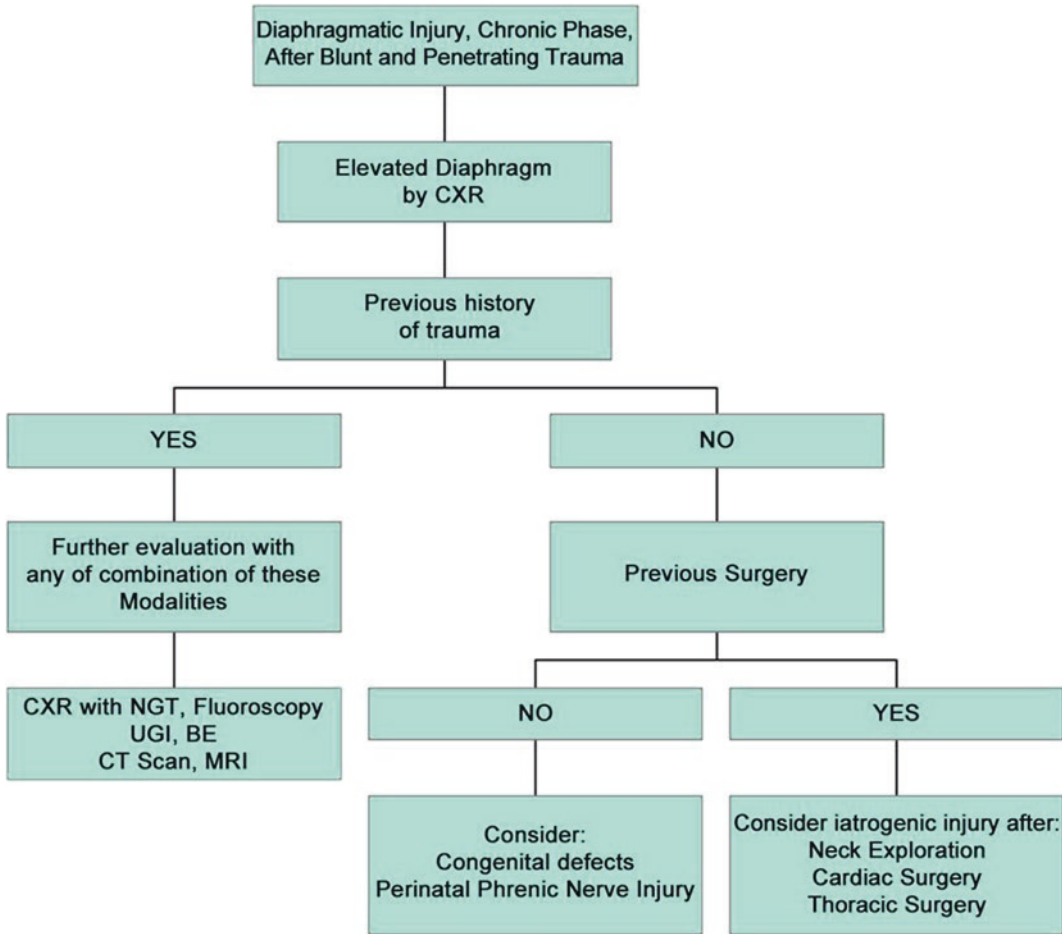 Diaphragmatic Injury, Chronic Phase,
After Blunt and Penetrating Trauma
Elevated Diaphragm
by CXR
Previous history
of trauma
YES
NO
Further evaluation with
any of combination of these
Modalities
Previous Surgery
CXR with NGT, Fluoroscopy
UGI, BE
CT Scan, MRI
NO
YES
Consider:
Congenital defects
Perinatal Phrenic Nerve Injury
Consider iatrogenic injury after:
Neck Exploration
Cardiac Surgery
Thoracic Surgery